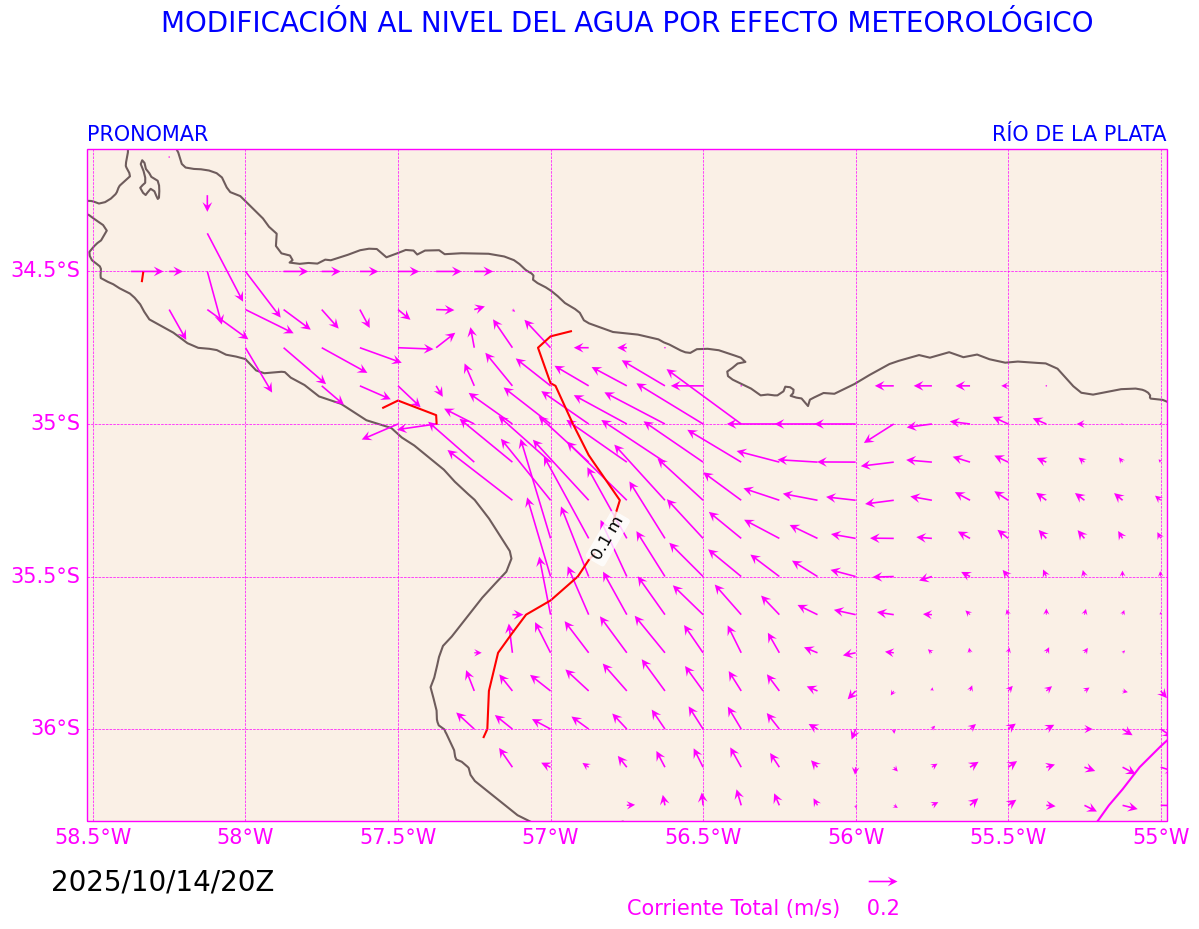 MODIFICACIÓN AL NIVEL DEL AGUA POR EFECTO METEOROLÓGICO
PRONOMAR
RÍO DE LA PLATA
34.5°S
35°S
0.1 m
35.5°S
36°S
58.5°W
58°W
57.5°W
57°W
56.5°W
56°W
55.5°W
55°W
2025/10/14/20Z
Corriente Total (m/s) 0.2